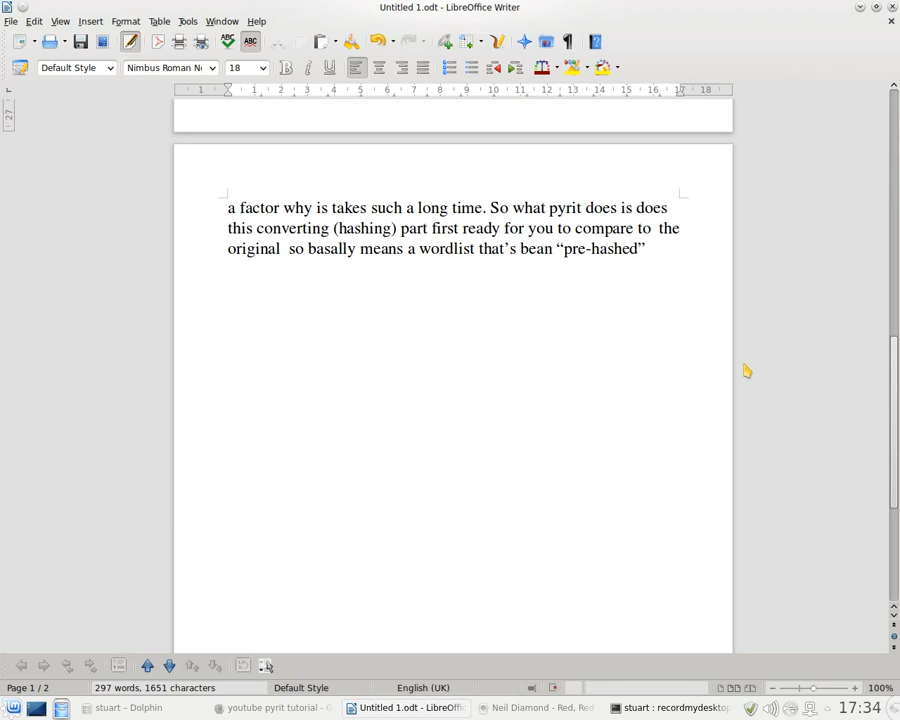 Untitled 1.odt - LibreOffice Writer
File Edit View Insert Format Table Tools Window Help
Default Style Nimbus Roman N 18
1 1 2 3 4 5 6 7 8 9 10 11 12 13 14 15 16 17 18
27
a factor why is takes such a long time. So what pyrit does is does
this converting (hashing) part first ready for you to compare to  the
original  so basally means a wordlist that’s bean “pre-hashed”
Page 1 / 2 297 words, 1651 characters Default Style English (UK) 100%
stuart – Dolphin youtube pyrit tutorial - G Untitled 1.odt - LibreOffic Neil Diamond - Red, Red stuart : recordmydesktop 17:34